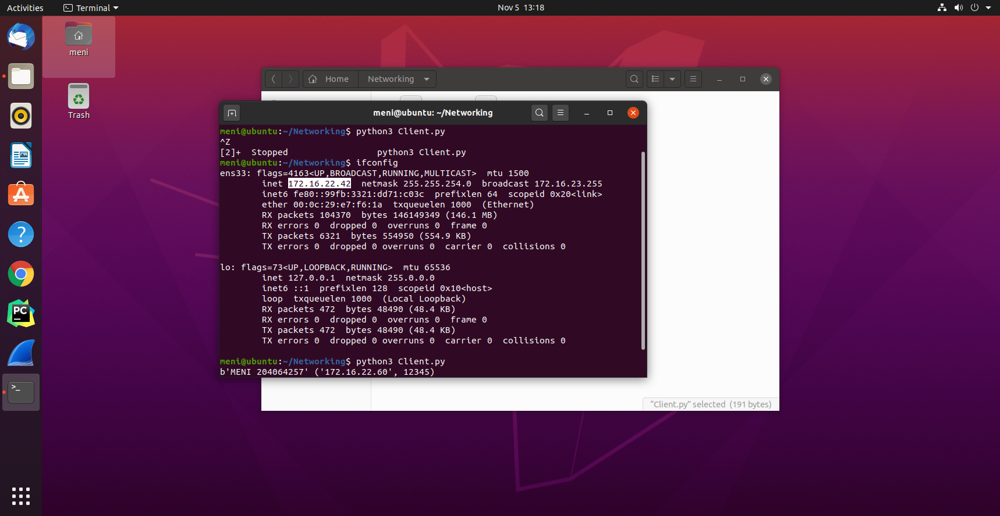 Activities
Terminal
Nov 5 13:18
meni
Trash
Home
Networking
meni@ubuntu: ~/Networking
meni@ubuntu:~/Networking$ python3 Client.py
^Z
[2]+  Stopped                 python3 Client.py
meni@ubuntu:~/Networking$ ifconfig
ens33: flags=4163<UP,BROADCAST,RUNNING,MULTICAST>  mtu 1500
        inet 172.16.22.42  netmask 255.255.254.0  broadcast 172.16.23.255
        inet6 fe80::99fb:3321:dd71:c03c  prefixlen 64  scopeid 0x20<link>
        ether 00:0c:29:e7:f6:1a  txqueuelen 1000  (Ethernet)
        RX packets 104370  bytes 146149349 (146.1 MB)
        RX errors 0  dropped 0  overruns 0  frame 0
        TX packets 6321  bytes 554950 (554.9 KB)
        TX errors 0  dropped 0 overruns 0  carrier 0  collisions 0

lo: flags=73<UP,LOOPBACK,RUNNING>  mtu 65536
        inet 127.0.0.1  netmask 255.0.0.0
        inet6 ::1  prefixlen 128  scopeid 0x10<host>
        loop  txqueuelen 1000  (Local Loopback)
        RX packets 472  bytes 48490 (48.4 KB)
        RX errors 0  dropped 0  overruns 0  frame 0
        TX packets 472  bytes 48490 (48.4 KB)
        TX errors 0  dropped 0 overruns 0  carrier 0  collisions 0

meni@ubuntu:~/Networking$ python3 Client.py
b'MENI 204064257' ('172.16.22.60', 12345)
"Client.py" selected (191 bytes)
PC